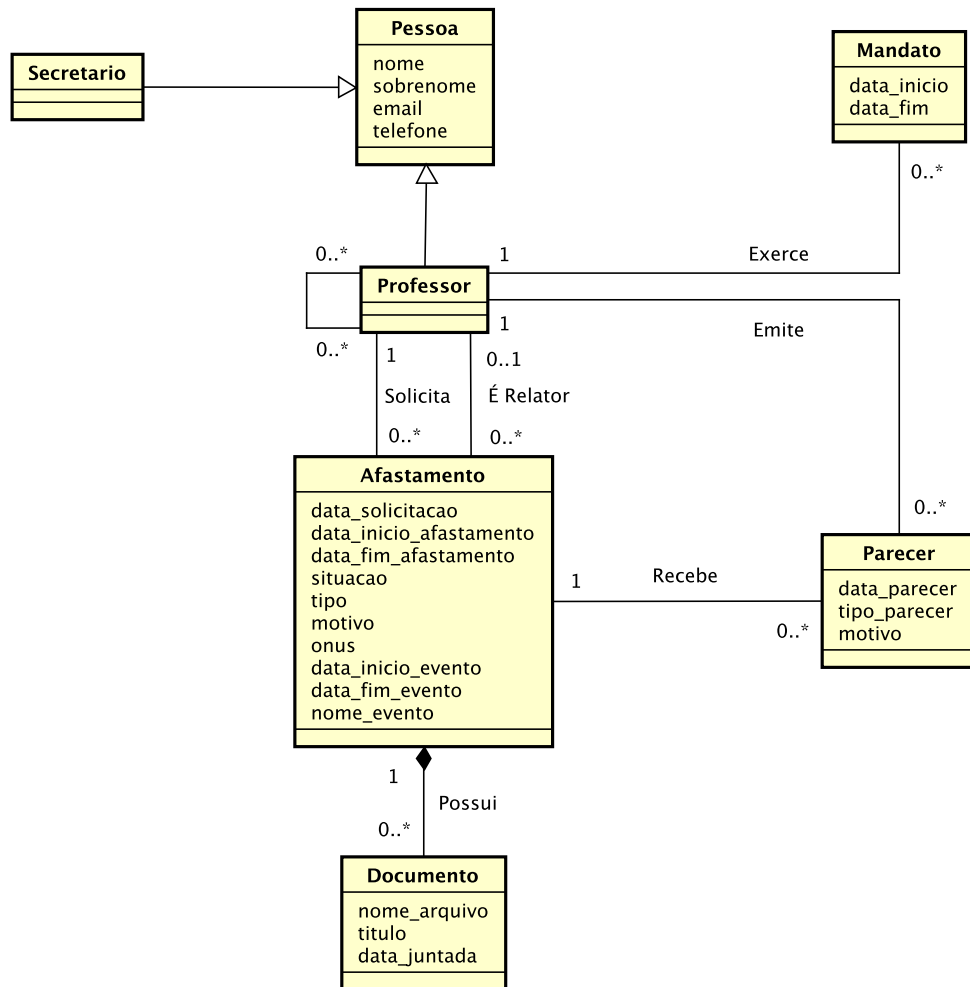 Pessoa
nome
sobrenome
email
telefone
Secretario
Mandato
data_inicio
data_fim
0..*
0..*
1
Exerce
Professor
0..*
1
Emite
1
0..1
Solicita
É Relator
0..*
0..*
Afastamento
data_solicitacao
data_inicio_afastamento
data_fim_afastamento
situacao
tipo
motivo
onus
data_inicio_evento
data_fim_evento
nome_evento
0..*
Parecer
data_parecer
tipo_parecer
motivo
1
Recebe
0..*
1
Possui
0..*
Documento
nome_arquivo
titulo
data_juntada